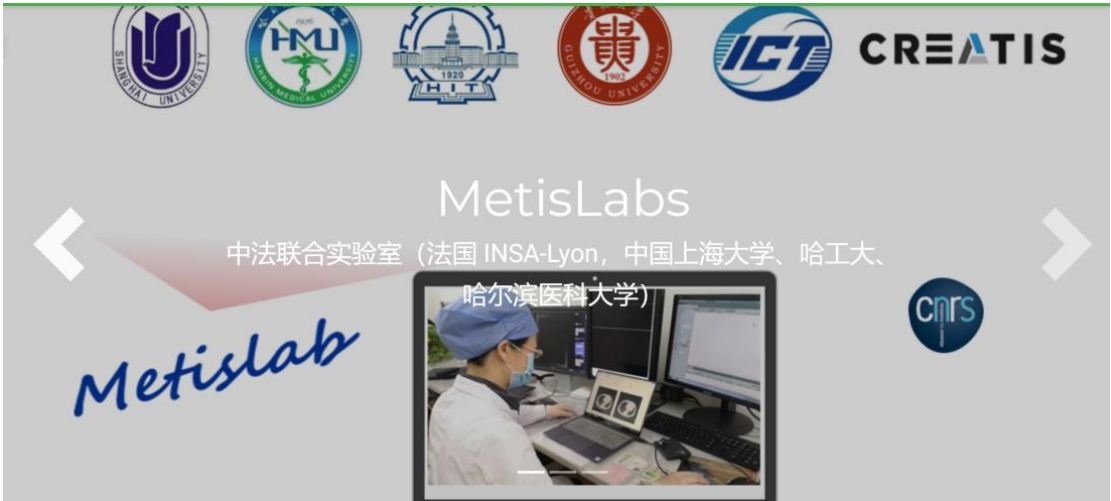 SHANGHAI UNIVERSITY
1926
HMU
HARBIN MEDICAL UNIVERSITY
1920
HIT
1902
GUIZHOU UNIVERSITY
ICT
CREATIS
MetisLabs
中法联合实验室（法国 INSA-Lyon，中国上海大学、哈工大、
哈尔滨医科大学）
Metislab
cnrs